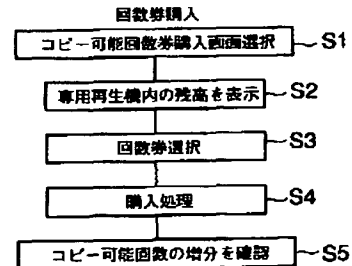 回数券購入
コピー可能回数券購入画面選択 S1
専用再生機内の残高を表示 S2
回数券選択 S3
購入処理 S4
コピー可能回数の増分を確認 S5